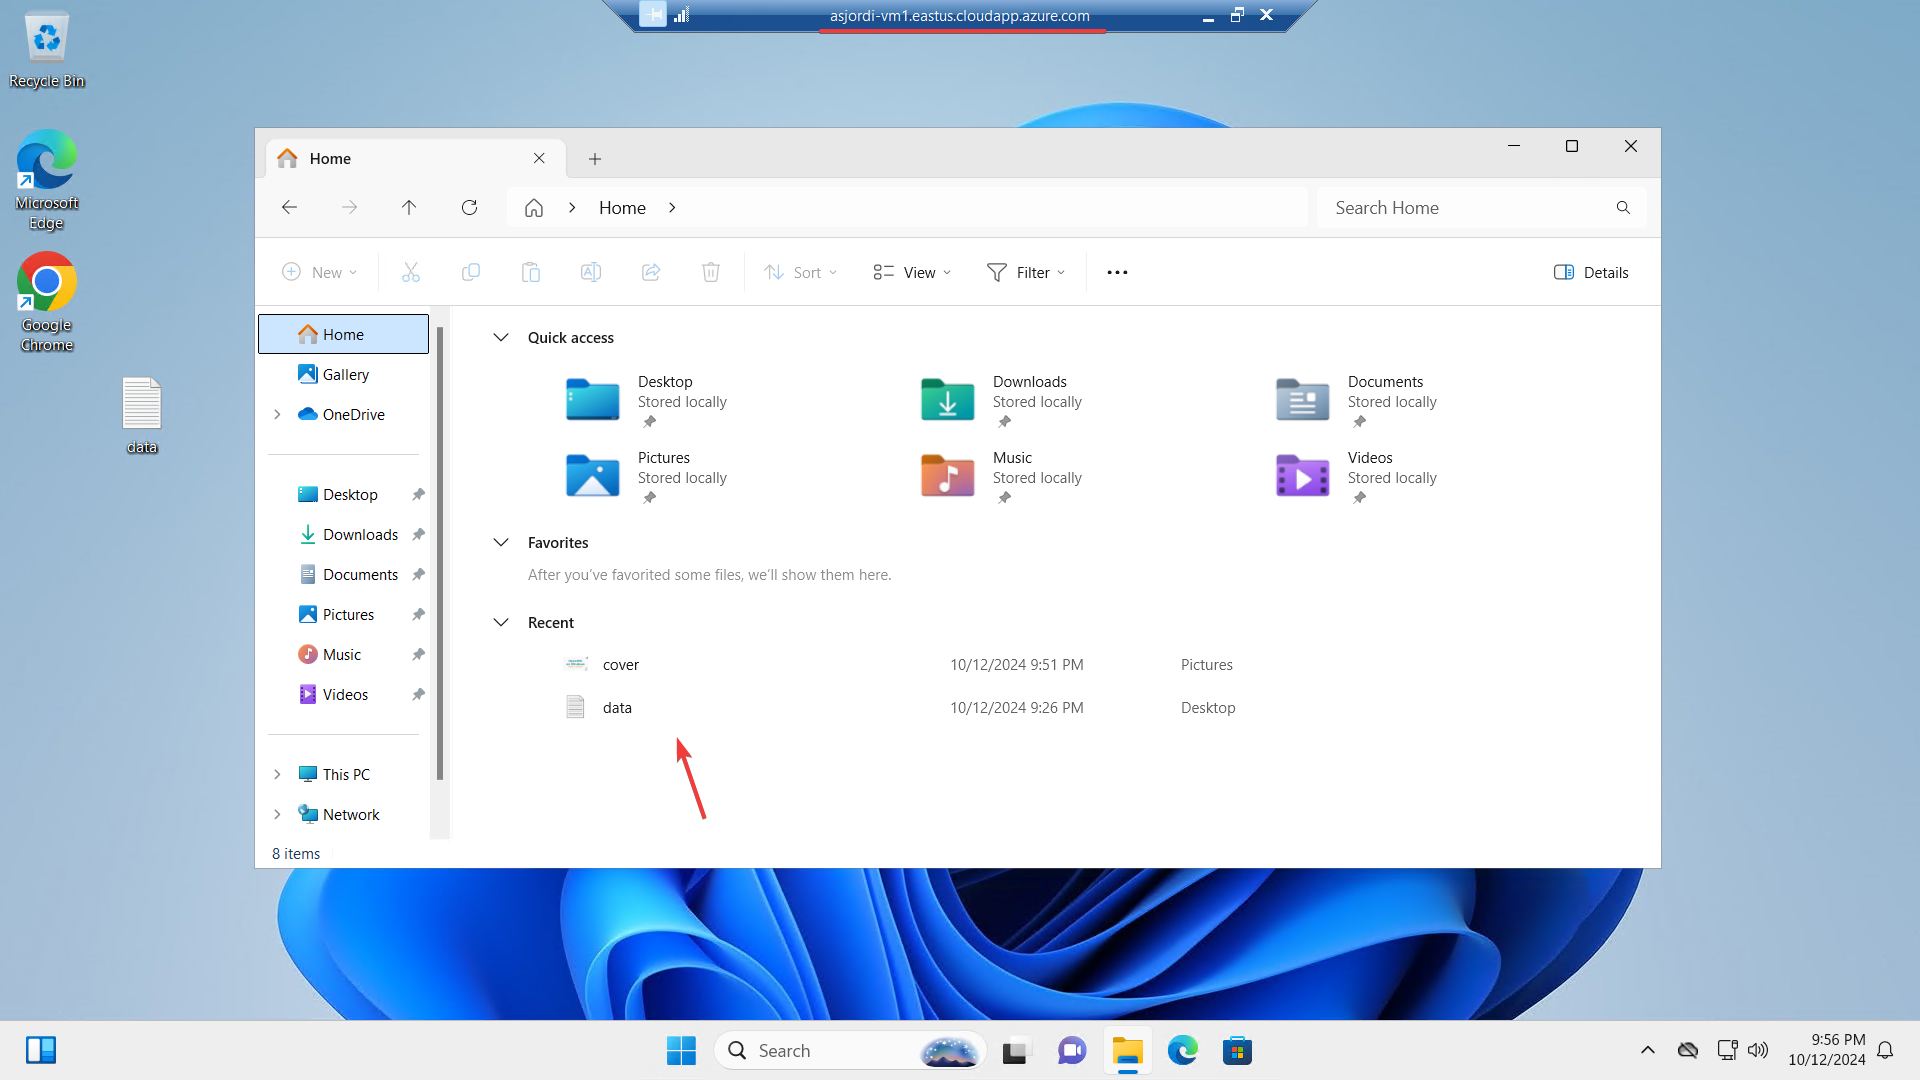 asjordi-vm1.eastus.cloudapp.azure.com
Recycle Bin
Microsoft
Edge
Google
Chrome
data
Home
Home
Search Home
New
Sort
View
Filter
Details
Home
Gallery
OneDrive
Desktop
Downloads
Documents
Pictures
Music
Videos
This PC
Network
Quick access
Desktop
Stored locally
Downloads
Stored locally
Documents
Stored locally
Pictures
Stored locally
Music
Stored locally
Videos
Stored locally
Favorites
After you've favorited some files, we'll show them here.
Recent
cover 10/12/2024 9:51 PM Pictures
data 10/12/2024 9:26 PM Desktop
8 items
Search
9:56 PM
10/12/2024